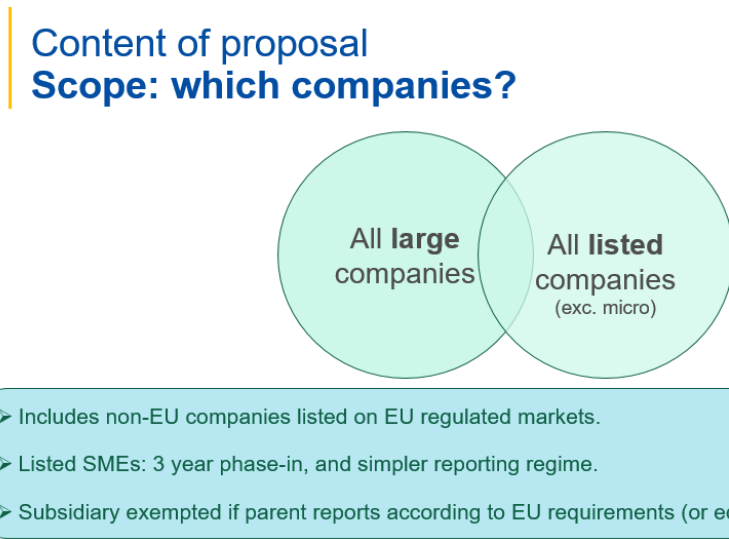 Content of proposal
Scope: which companies?
All large
companies
All listed
companies
(exc. micro)
➢ Includes non-EU companies listed on EU regulated markets.
➢ Listed SMEs: 3 year phase-in, and simpler reporting regime.
➢ Subsidiary exempted if parent reports according to EU requirements (or